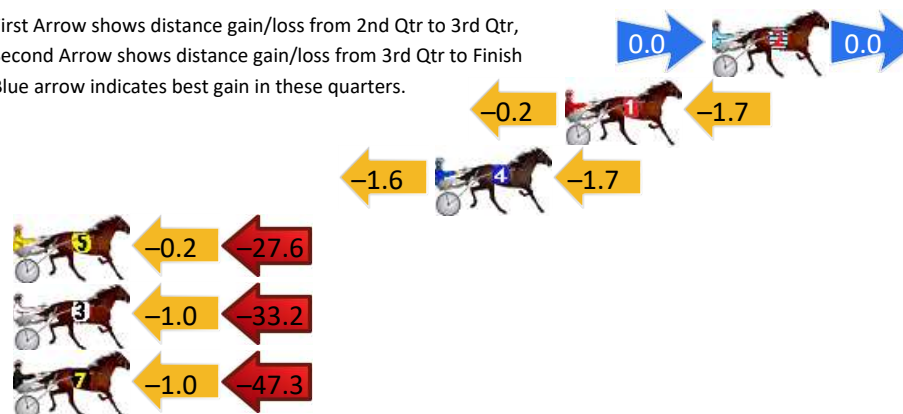 irst Arrow shows distance gain/loss from 2nd Qtr to 3rd Qtr,
econd Arrow shows distance gain/loss from 3rd Qtr to Finish
Blue arrow indicates best gain in these quarters.
0.0 2 0.0
–0.2 1 –1.7
–1.6 4 –1.7
5 –0.2 –27.6
3 –1.0 –33.2
7 –1.0 –47.3